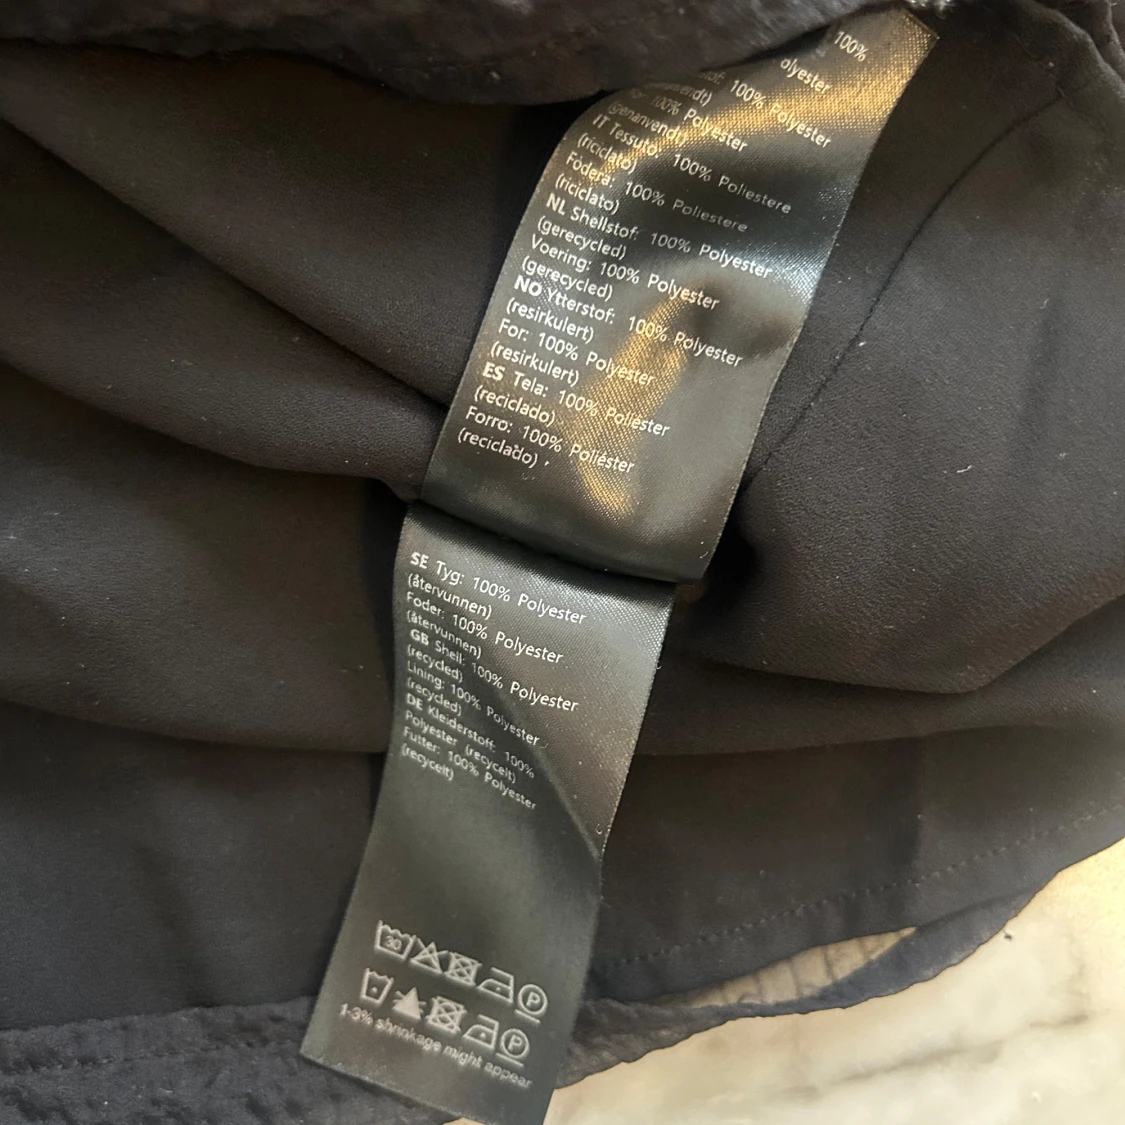 100%
olyester
100% Polyester
100% Polyester
(genanvendt)
IT Tessuto: 100% Poliestere
(riciclato)
Fodera: 100% Poliestere
(riciclato)
NL Shellstof: 100% Polyester
(gerecycled)
Voering: 100% Polyester
(gerecycled)
NO Ytterstof: 100% Polyester
(resirkulert)
For: 100% Polyester
(resirkulert)
ES Tela: 100% Poliéster
(reciclado)
Forro: 100% Poliéster
(reciclado)
SE Tyg: 100% Polyester
(återvunnen)
Foder: 100% Polyester
(återvunnen)
GB Shell: 100% Polyester
(recycled)
Lining: 100% Polyester
(recycled)
DE Kleiderstoff: 100%
Polyester (recycelt)
Futter: 100% Polyester
(recycelt)
30 P
P
1-3% shrinkage might appear